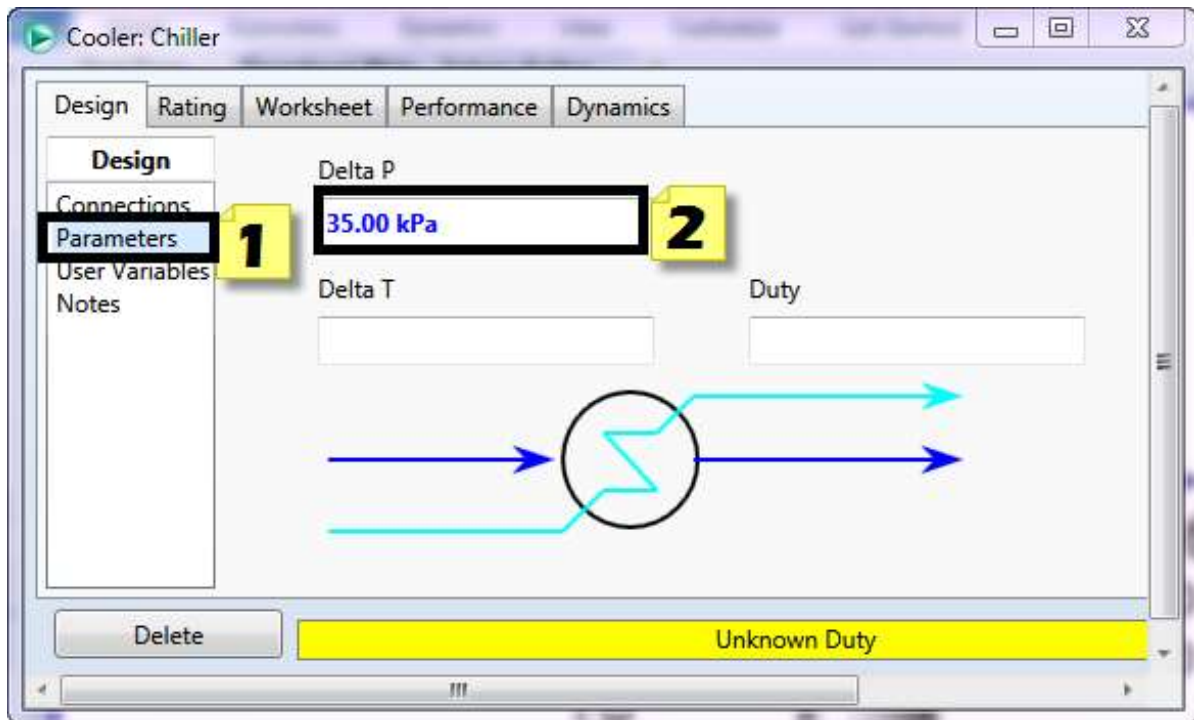 Cooler: Chiller
Design Rating Worksheet Performance Dynamics
Design
Connections
Parameters
User Variables
Notes
1
Delta P
35.00 kPa
2
Delta T Duty
Delete
Unknown Duty